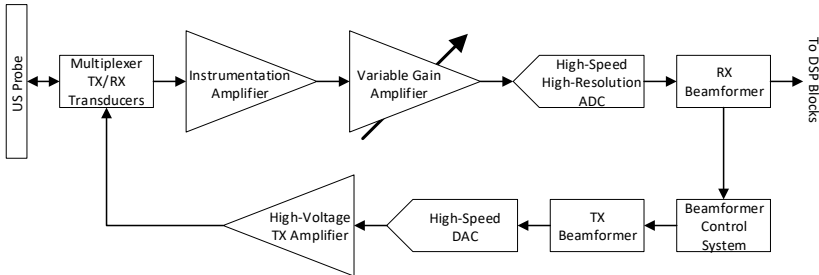 US Probe
Multiplexer
TX/RX
Transducers
Instrumentation
Amplifier
Variable Gain
Amplifier
High-Speed
High-Resolution
ADC
RX
Beamformer
To DSP Blocks
High-Voltage
TX Amplifier
High-Speed
DAC
TX
Beamformer
Beamformer
Control
System